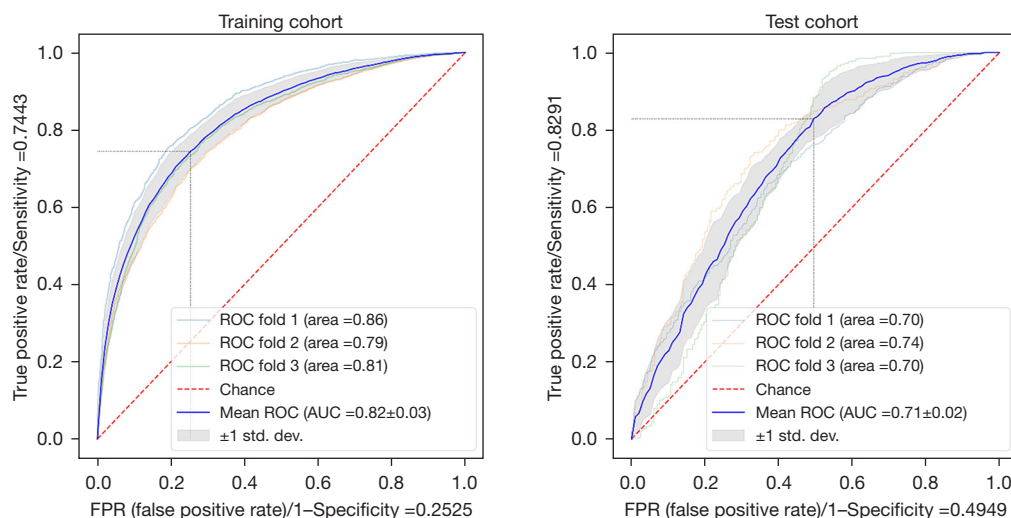 Training cohort
True positive rate/Sensitivity =0.7443
1.0
0.8
0.6
0.4
0.2
0.0
ROC fold 1 (area =0.86)
ROC fold 2 (area =0.79)
ROC fold 3 (area =0.81)
Chance
Mean ROC (AUC =0.82±0.03)
±1 std. dev.
0.0 0.2 0.4 0.6 0.8 1.0
FPR (false positive rate)/1–Specificity =0.2525
Test cohort
True positive rate/Sensitivity =0.8291
1.0
0.8
0.6
0.4
0.2
0.0
ROC fold 1 (area =0.70)
ROC fold 2 (area =0.74)
ROC fold 3 (area =0.70)
Chance
Mean ROC (AUC =0.71±0.02)
±1 std. dev.
0.0 0.2 0.4 0.6 0.8 1.0
FPR (false positive rate)/1–Specificity =0.4949